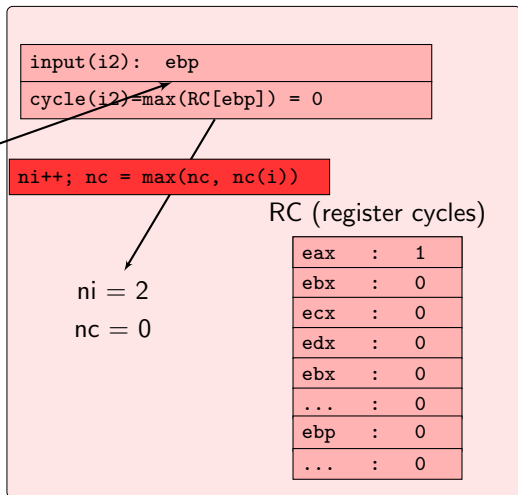 input(i2): ebp
cycle(i2)=max(RC[ebp]) = 0
ni++; nc = max(nc, nc(i))
RC (register cycles)
eax : 1
ebx : 0
ecx : 0
edx : 0
ebx : 0
... : 0
ebp : 0
... : 0
ni = 2
nc = 0